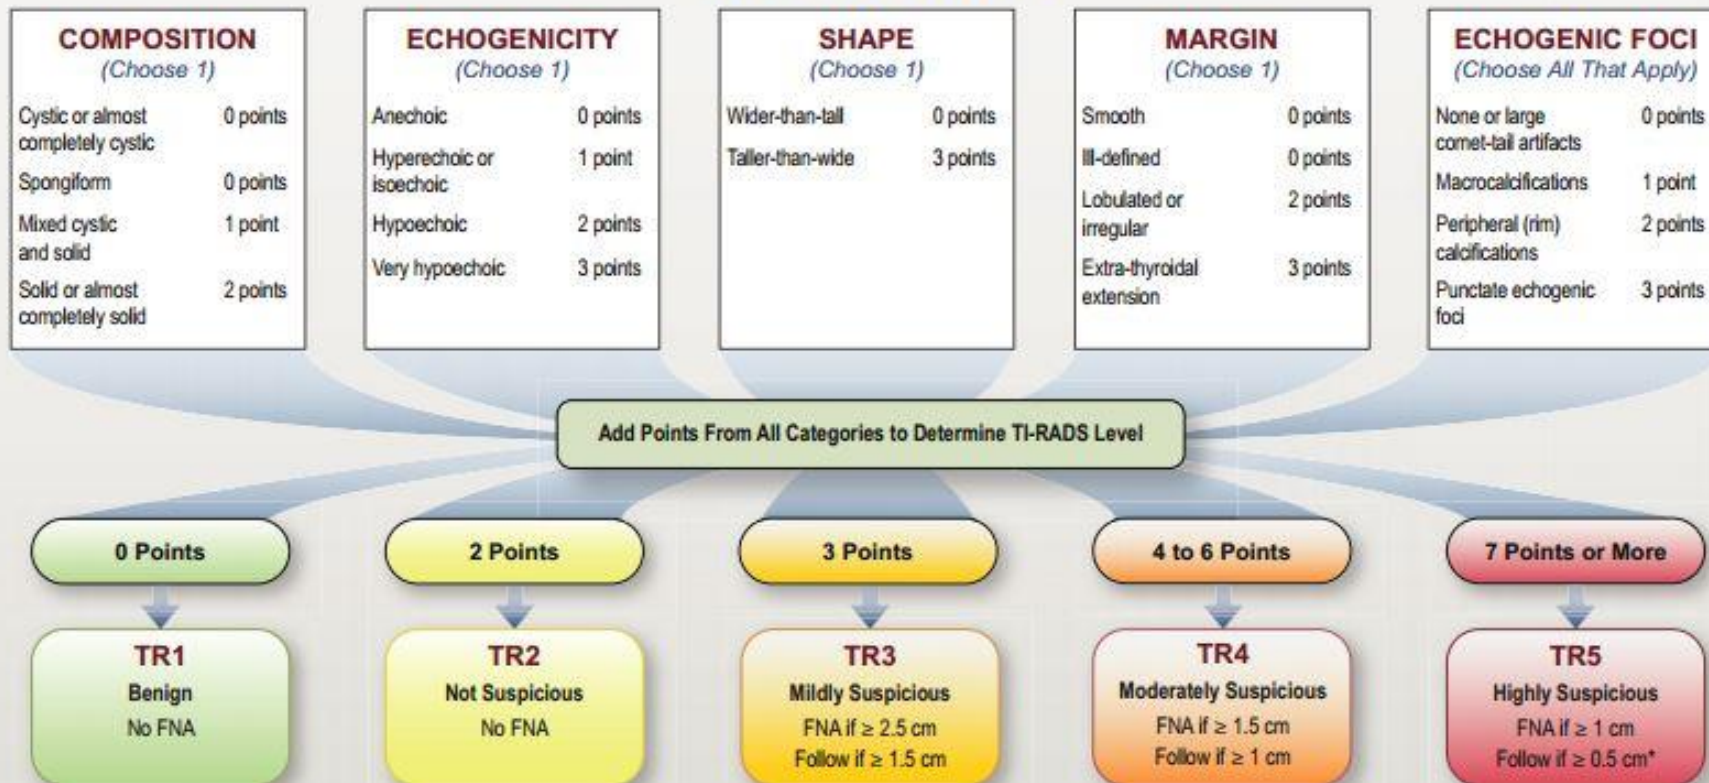 COMPOSITION
(Choose 1)
Cystic or almost completely cystic 0 points
Spongiform 0 points
Mixed cystic and solid 1 point
Solid or almost completely solid 2 points
ECHOGENICITY
(Choose 1)
Anechoic 0 points
Hyperechoic or isoechoic 1 point
Hypoechoic 2 points
Very hypoechoic 3 points
SHAPE
(Choose 1)
Wider-than-tall 0 points
Taller-than-wide 3 points
MARGIN
(Choose 1)
Smooth 0 points
Ill-defined 0 points
Lobulated or irregular 2 points
Extra-thyroidal extension 3 points
ECHOGENIC FOCI
(Choose All That Apply)
None or large comet-tail artifacts 0 points
Macrocalcifications 1 point
Peripheral (rim) calcifications 2 points
Punctate echogenic foci 3 points
Add Points From All Categories to Determine TI-RADS Level
0 Points
2 Points
3 Points
4 to 6 Points
7 Points or More
TR1
Benign
No FNA
TR2
Not Suspicious
No FNA
TR3
Mildly Suspicious
FNA if ≥ 2.5 cm
Follow if ≥ 1.5 cm
TR4
Moderately Suspicious
FNA if ≥ 1.5 cm
Follow if ≥ 1 cm
TR5
Highly Suspicious
FNA if ≥ 1 cm
Follow if ≥ 0.5 cm*